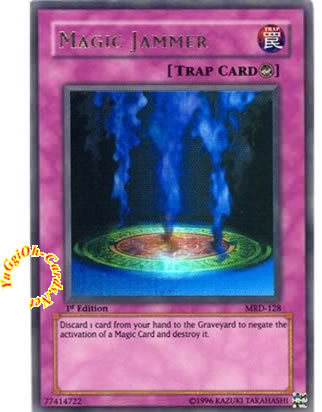 MAGIC JAMMER
TRAP
罠
[TRAP CARD]
YuGgiOh-Cards.Net
1st Edition
MRD-128
Discard 1 card from your hand to the Graveyard to negate the
activation of a Magic Card and destroy it.
77414722
©1996 KAZUKI TAKAHASHI